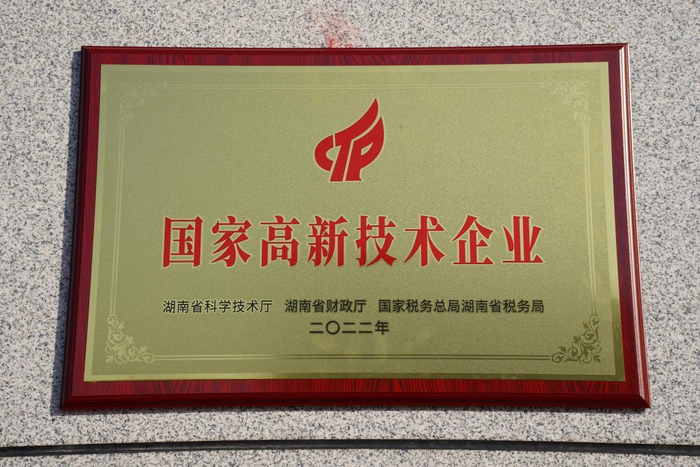 国家高新技术企业
湖南省科学技术厅 湖南省财政厅 国家税务总局湖南省税务局
二〇二二年